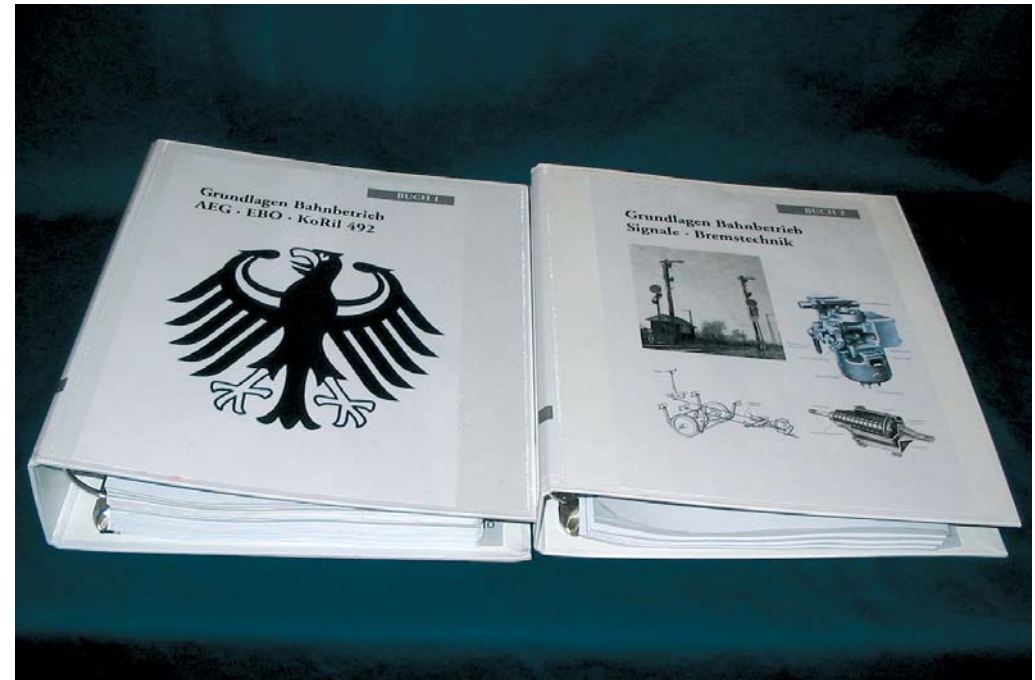 BUCH 1
Grundlagen Bahnbetrieb
AEG · EBO · KoRil 492
BUCH 2
Grundlagen Bahnbetrieb
Signale · Bremstechnik